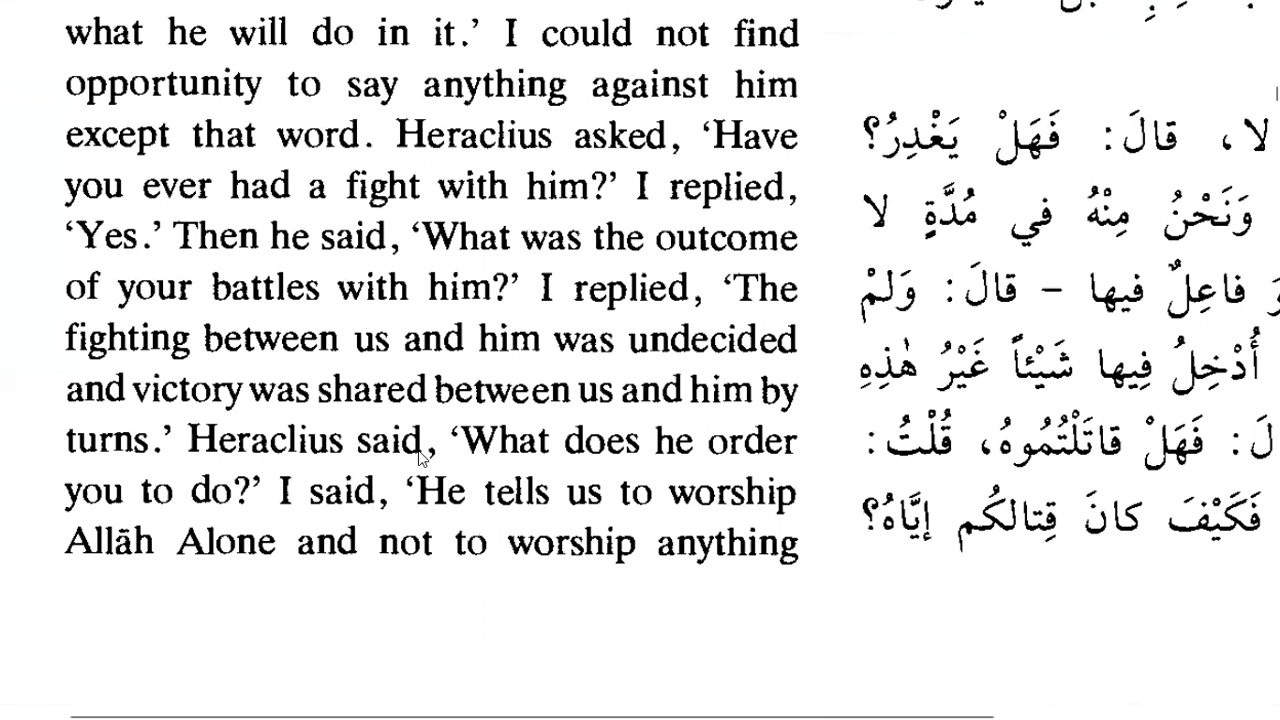 what he will do in it.’ I could not find
opportunity to say anything against him
except that word. Heraclius asked, ‘Have
you ever had a fight with him?’ I replied,
‘Yes.’ Then he said, ‘What was the outcome
of your battles with him?’ I replied, ‘The
fighting between us and him was undecided
and victory was shared between us and him by
turns.’ Heraclius said, ‘What does he order
you to do?’ I said, ‘He tells us to worship
Allāh Alone and not to worship anything
لا، قالَ: فَهَلْ يَغْدِرُ؟
وَنَحْنُ مِنْهُ في مُدَّةٍ لا
فاعِلٌ فيها – قالَ: وَلَمْ
أُدْخِلُ فِيها شَيْئاً غَيْرُ هٰذِهِ
فَهَلْ قاتَلْتُمُوهُ، قُلْتُ:
فَكَيْفَ كانَ قِتالكُم إيَّاهُ؟